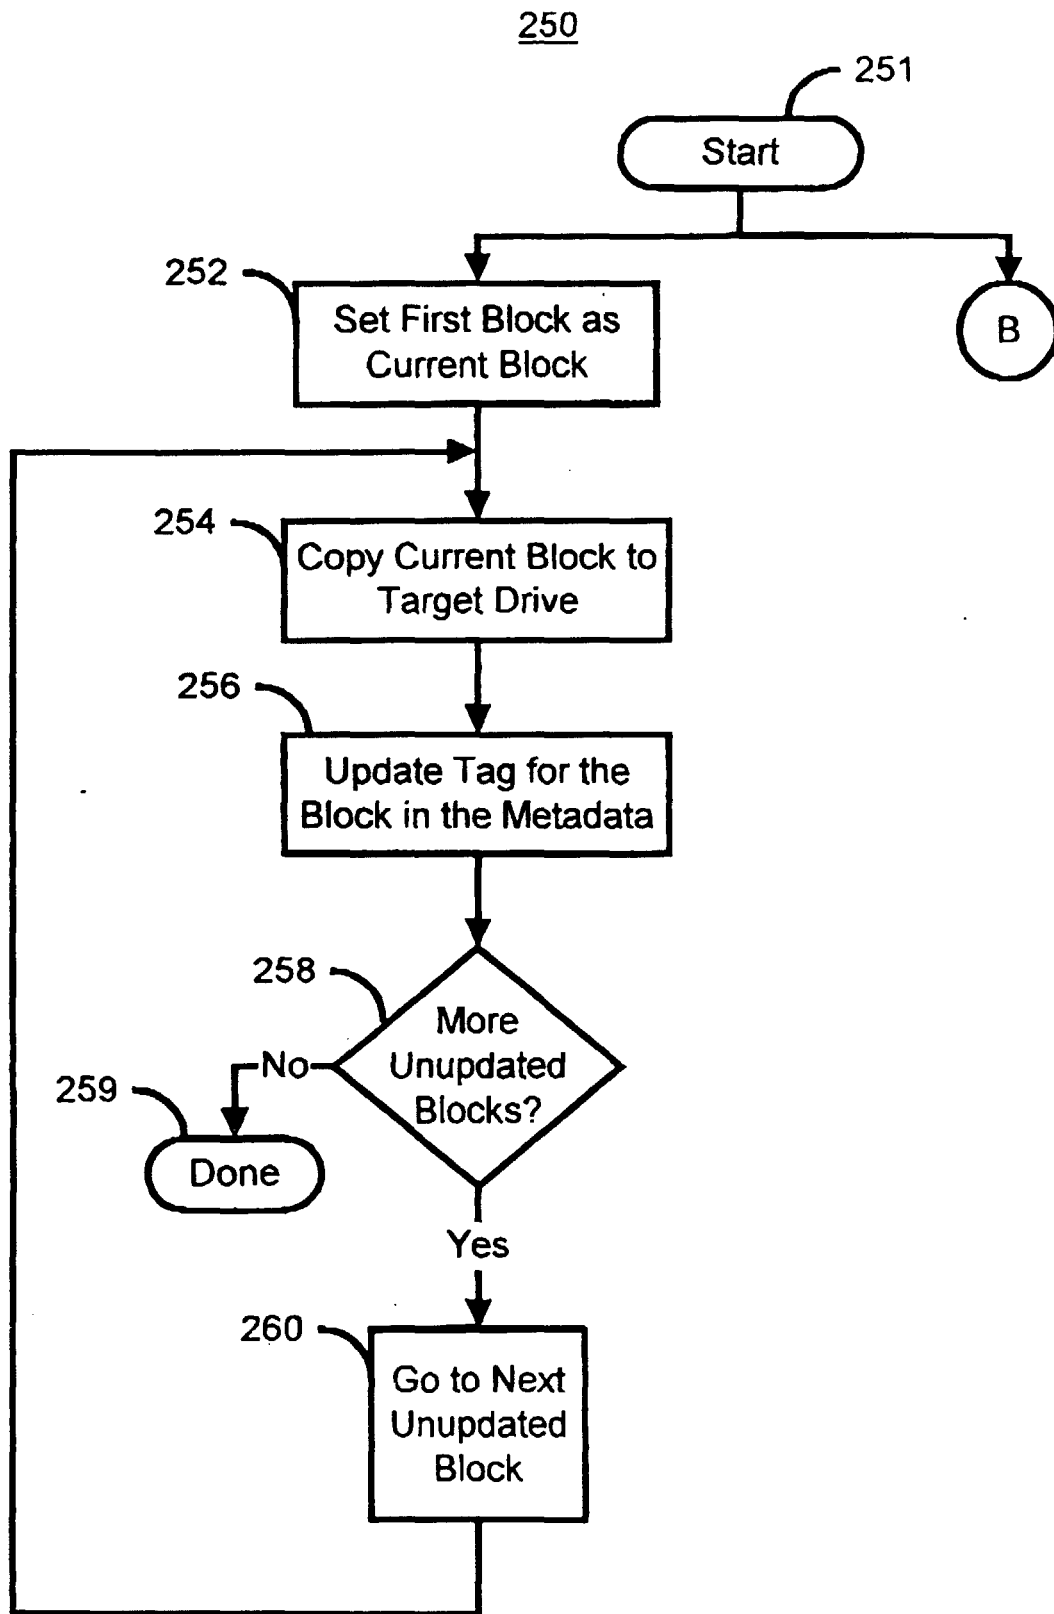 250
251
Start
252
Set First Block as
Current Block
B
254
Copy Current Block to
Target Drive
256
Update Tag for the
Block in the Metadata
258
More
Unupdated
Blocks?
No
259
Done
Yes
260
Go to Next
Unupdated
Block